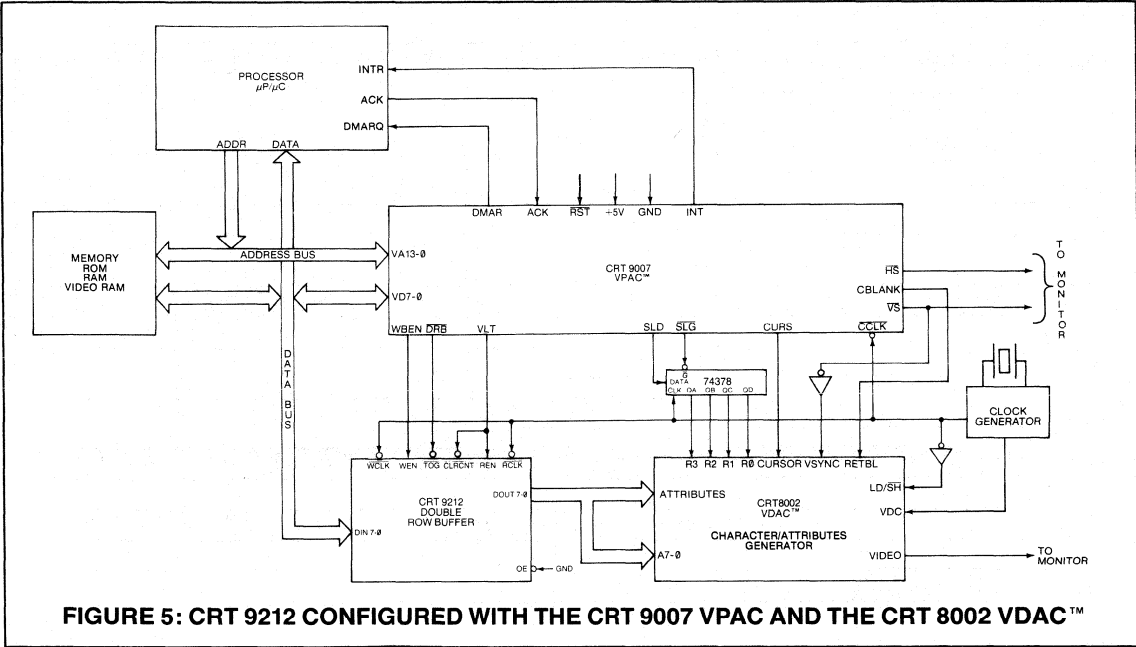 PROCESSOR
µP/µC
INTR
ACK
DMARQ
ADDR DATA
MEMORY
ROM
RAM
VIDEO RAM
ADDRESS BUS
DATA BUS
DMAR ACK RST +5V GND INT
VA13-0
VD7-0
CRT 9007
VPAC™
HS
CBLANK
VS
TO MONITOR
WBEN DRB VLT SLD SLG CURS CCLK
G
DATA 74378
CLK QA QB QC QD
CLOCK
GENERATOR
WCLK WEN TOG CLRCNT REN RCLK
DOUT 7-0
CRT 9212
DOUBLE
ROW BUFFER
DIN 7-0
OE GND
R3 R2 R1 R0 CURSOR VSYNC RETBL
ATTRIBUTES
CRT8002
VDAC™
LD/SH
VDC
CHARACTER/ATTRIBUTES
GENERATOR
A7-0
VIDEO
TO
MONITOR
FIGURE 5: CRT 9212 CONFIGURED WITH THE CRT 9007 VPAC AND THE CRT 8002 VDAC™